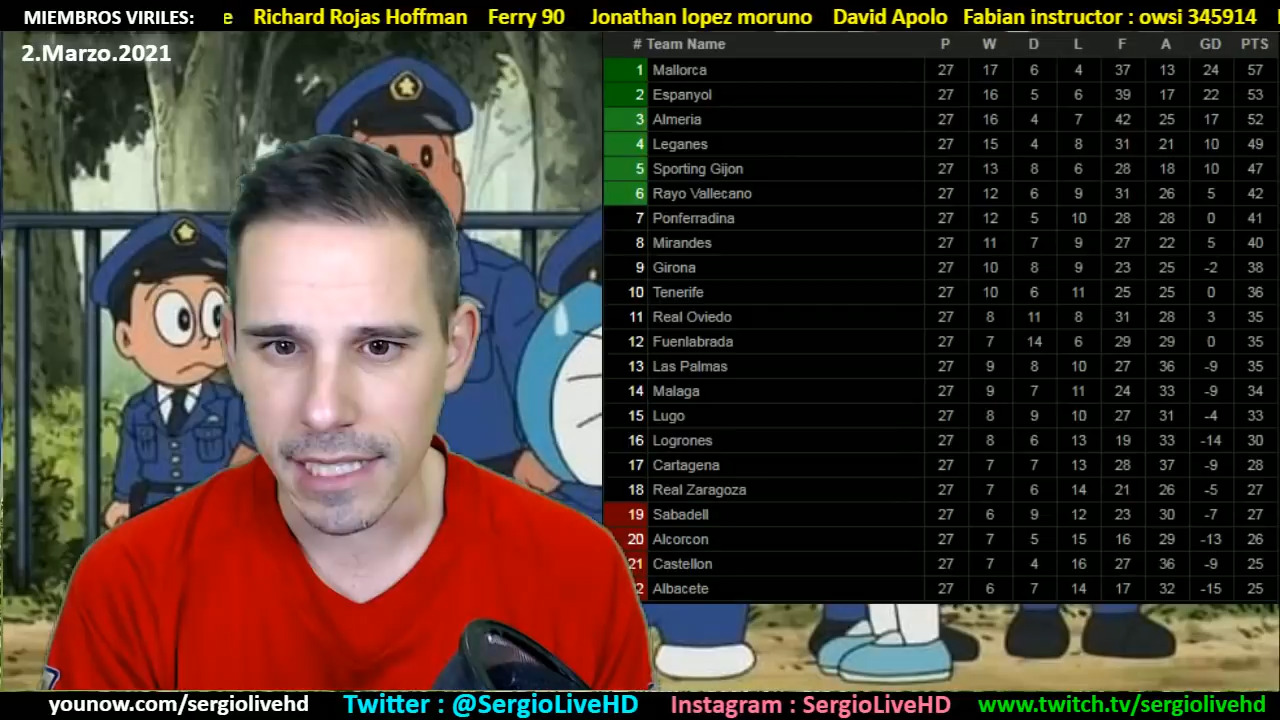 MIEMBROS VIRILES: e Richard Rojas Hoffman Ferry 90 Jonathan lopez moruno David Apolo Fabian instructor : owsi 345914
2.Marzo.2021
# Team Name P W D L F A GD PTS
1 Mallorca 27 17 6 4 37 13 24 57
2 Espanyol 27 16 5 6 39 17 22 53
3 Almeria 27 16 4 7 42 25 17 52
4 Leganes 27 15 4 8 31 21 10 49
5 Sporting Gijon 27 13 8 6 28 18 10 47
6 Rayo Vallecano 27 12 6 9 31 26 5 42
7 Ponferradina 27 12 5 10 28 28 0 41
8 Mirandes 27 11 7 9 27 22 5 40
9 Girona 27 10 8 9 23 25 -2 38
10 Tenerife 27 10 6 11 25 25 0 36
11 Real Oviedo 27 8 11 8 31 28 3 35
12 Fuenlabrada 27 7 14 6 29 29 0 35
13 Las Palmas 27 9 8 10 27 36 -9 35
14 Malaga 27 9 7 11 24 33 -9 34
15 Lugo 27 8 9 10 27 31 -4 33
16 Logrones 27 8 6 13 19 33 -14 30
17 Cartagena 27 7 7 13 28 37 -9 28
18 Real Zaragoza 27 7 6 14 21 26 -5 27
19 Sabadell 27 6 9 12 23 30 -7 27
20 Alcorcon 27 7 5 15 16 29 -13 26
21 Castellon 27 7 4 16 27 36 -9 25
2 Albacete 27 6 7 14 17 32 -15 25
younow.com/sergiolivehd Twitter : @SergioLiveHD Instagram : SergioLiveHD www.twitch.tv/sergiolivehd